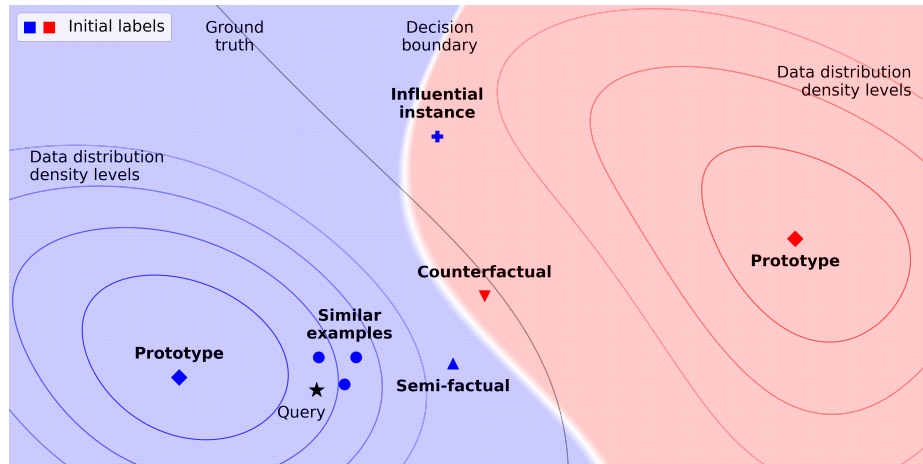 Initial labels
Ground
truth
Decision
boundary
Influential
instance
Data distribution
density levels
Data distribution
density levels
Prototype
Counterfactual
Similar
examples
Prototype
Semi-factual
Query